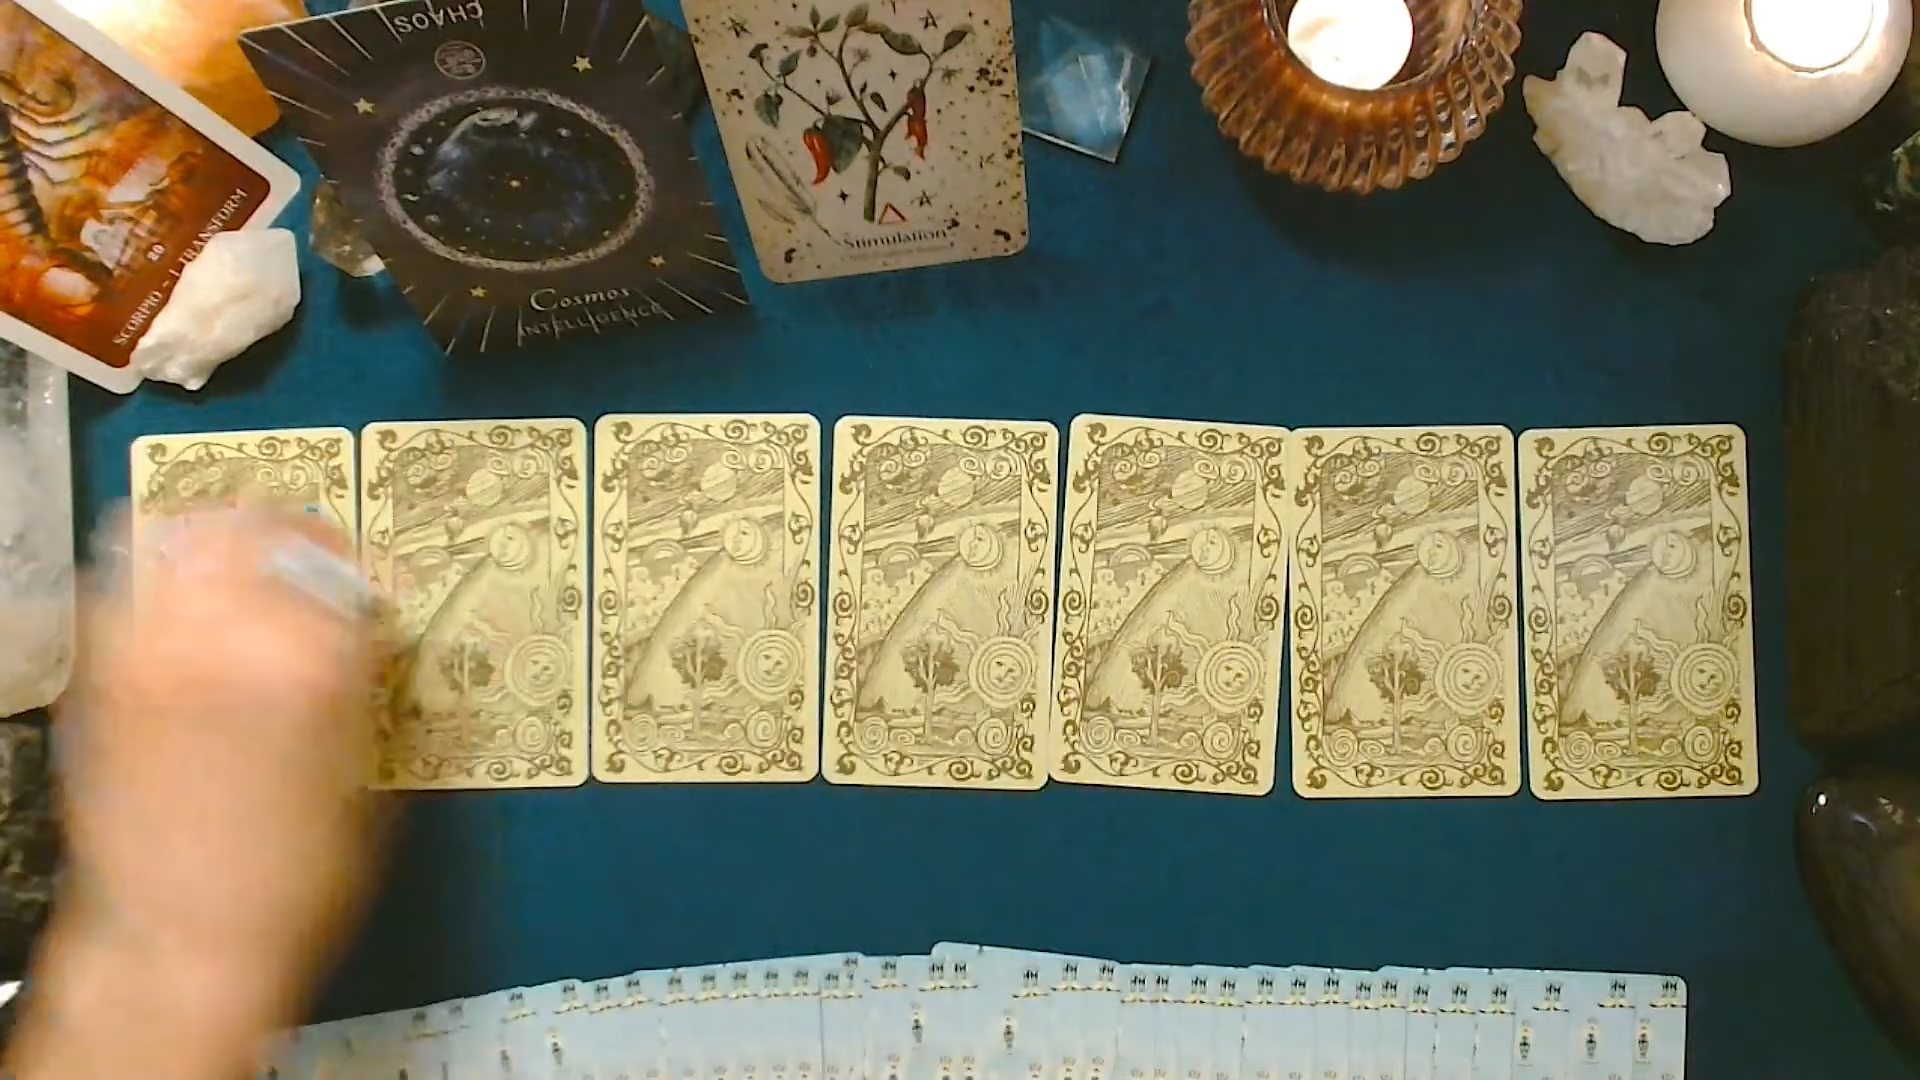 SCORPIO ~ I TRANSFORM
20
CHAOS
Cosmos
INTELLIGENCE
Stimulation